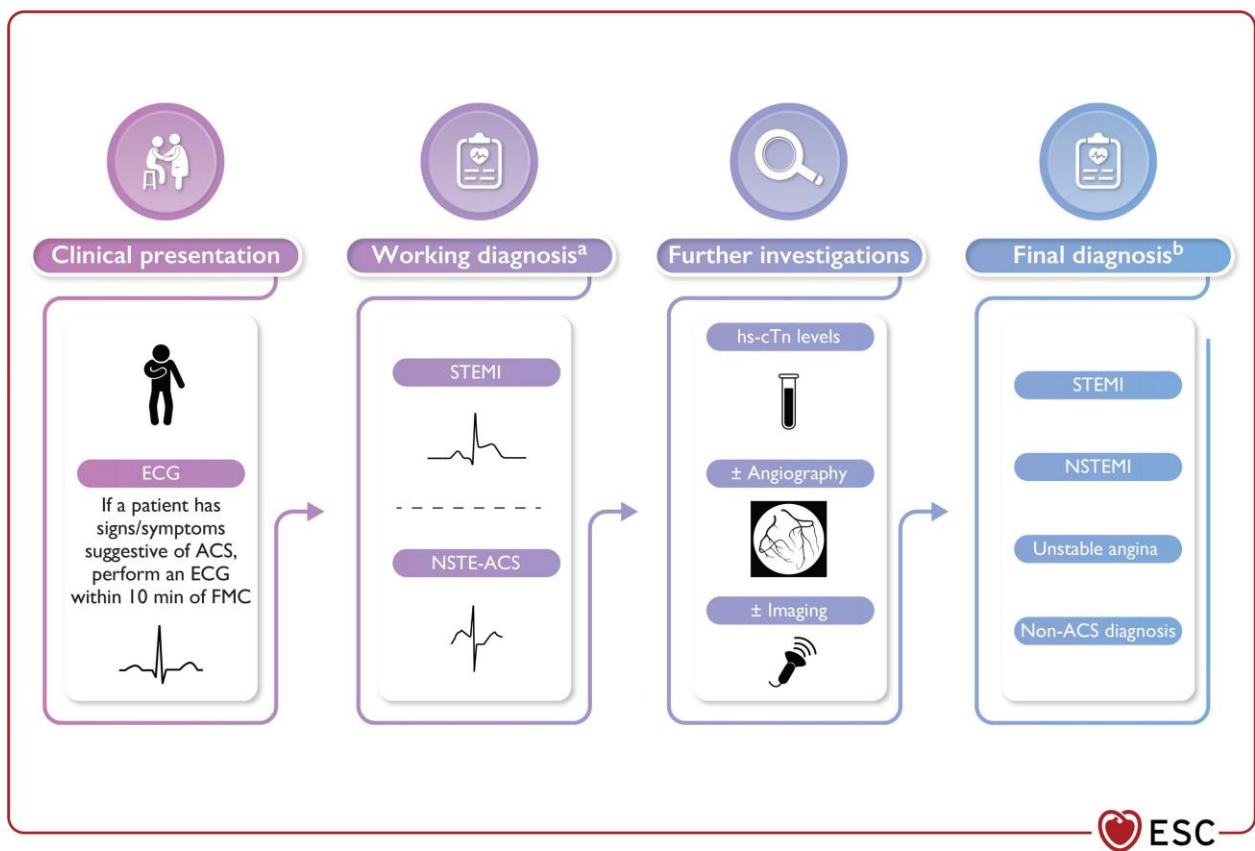 Clinical presentation
ECG
If a patient has
signs/symptoms
suggestive of ACS,
perform an ECG
within 10 min of FMC
Working diagnosisᵃ
STEMI
NSTE-ACS
Further investigations
hs-cTn levels
± Angiography
± Imaging
Final diagnosisᵇ
STEMI
NSTEMI
Unstable angina
Non-ACS diagnosis
ESC